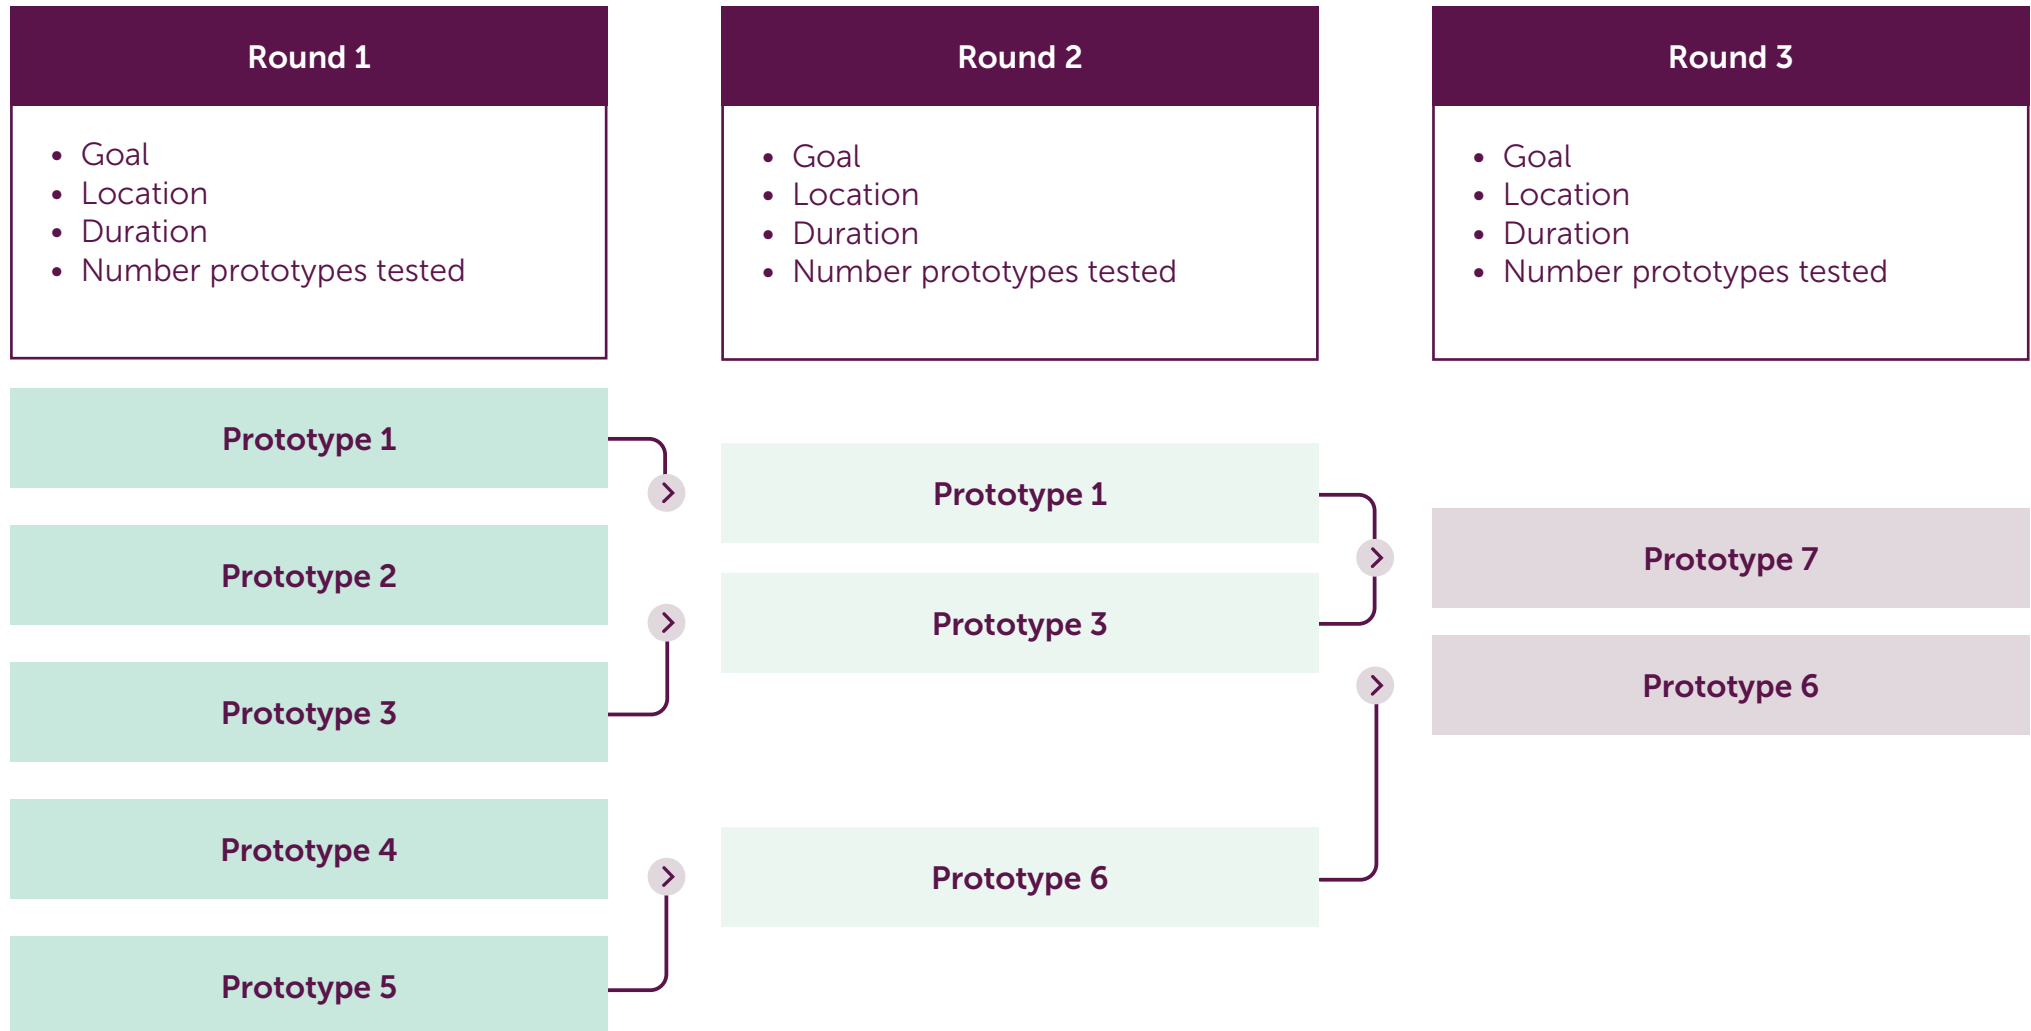 Round 1
• Goal
• Location
• Duration
• Number prototypes tested
Prototype 1
Prototype 2
Prototype 3
Prototype 4
Prototype 5
Round 2
• Goal
• Location
• Duration
• Number prototypes tested
Prototype 1
Prototype 3
Prototype 6
Round 3
• Goal
• Location
• Duration
• Number prototypes tested
Prototype 7
Prototype 6